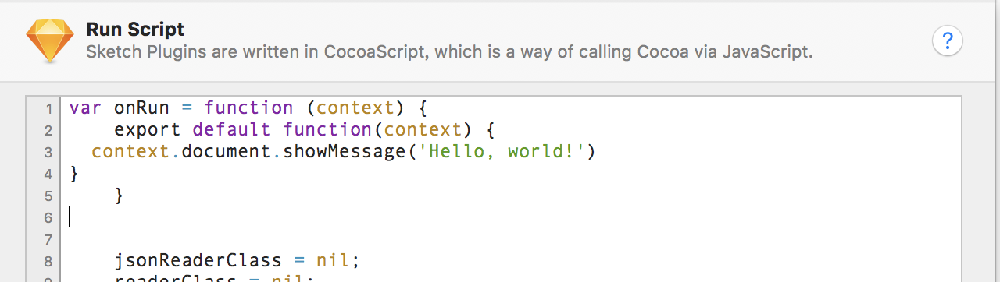 Run Script
Sketch Plugins are written in CocoaScript, which is a way of calling Cocoa via JavaScript.
?
1 var onRun = function (context) {
2 export default function(context) {
3 context.document.showMessage('Hello, world!')
4 }
5 }
6
7
8 jsonReaderClass = nil;
9 readerClass = nil;